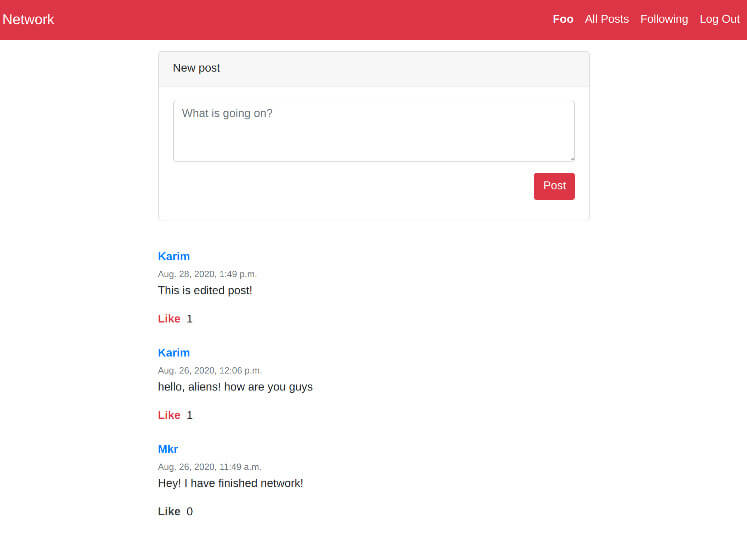 Network Foo All Posts Following Log Out
New post
What is going on?
Post
Karim
Aug. 28, 2020, 1:49 p.m.
This is edited post!
Like 1
Karim
Aug. 26, 2020, 12:06 p.m.
hello, aliens! how are you guys
Like 1
Mkr
Aug. 26, 2020, 11:49 a.m.
Hey! I have finished network!
Like 0